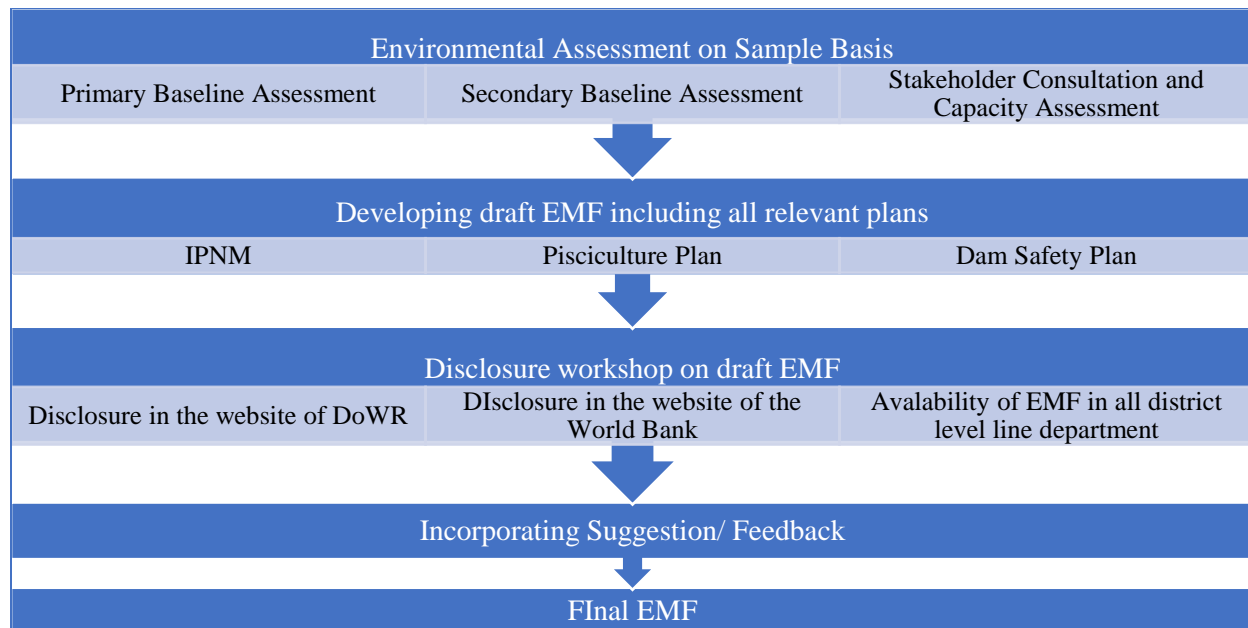 Environmental Assessment on Sample Basis
Primary Baseline Assessment
Secondary Baseline Assessment
Stakeholder Consultation and
Capacity Assessment
Developing draft EMF including all relevant plans
IPNM
Pisciculture Plan
Dam Safety Plan
Disclosure workshop on draft EMF
Disclosure in the website of DoWR
DIsclosure in the website of the
World Bank
Avalability of EMF in all district
level line department
Incorporating Suggestion/ Feedback
FInal EMF